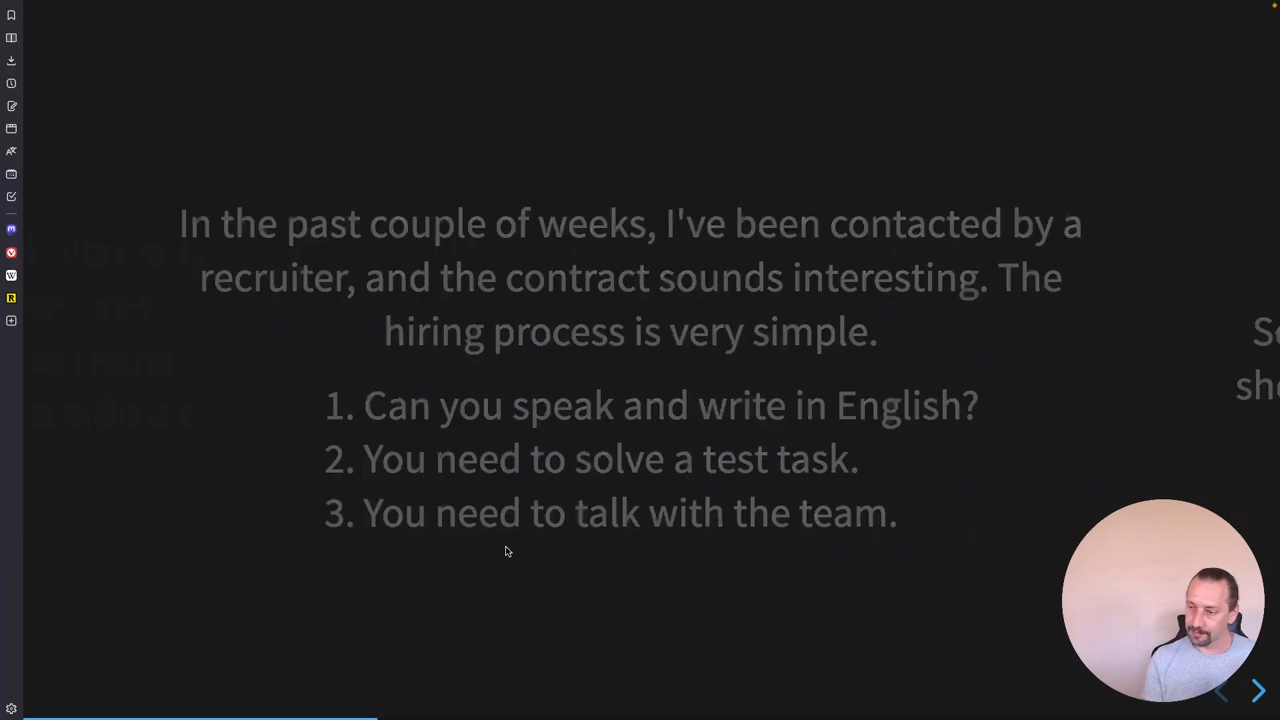 In the past couple of weeks, I've been contacted by a
recruiter, and the contract sounds interesting. The
hiring process is very simple.
1. Can you speak and write in English?
2. You need to solve a test task.
3. You need to talk with the team.